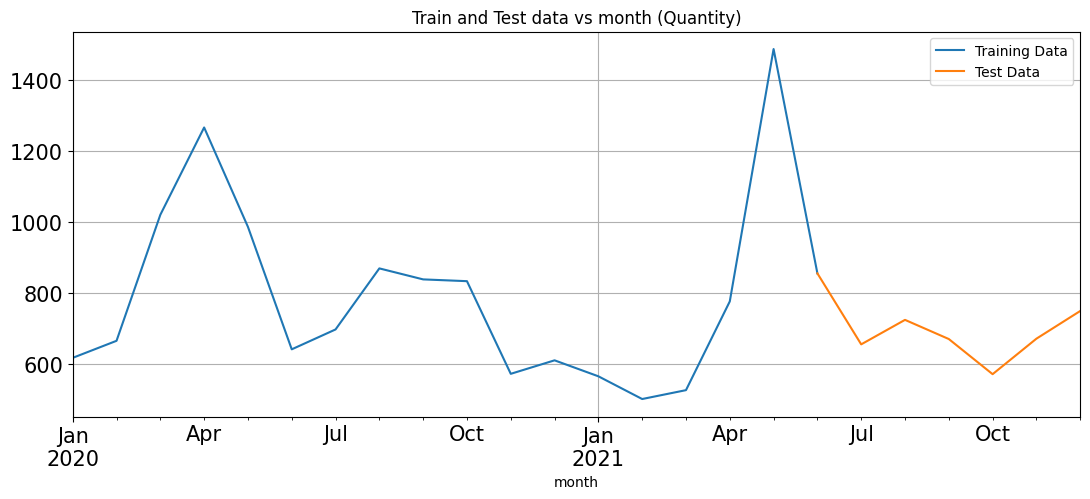 Train and Test data vs month (Quantity)
Training Data
Test Data
1400
1200
1000
800
600
Jan Apr Jul Oct Jan Apr Jul Oct
2020 2021
month